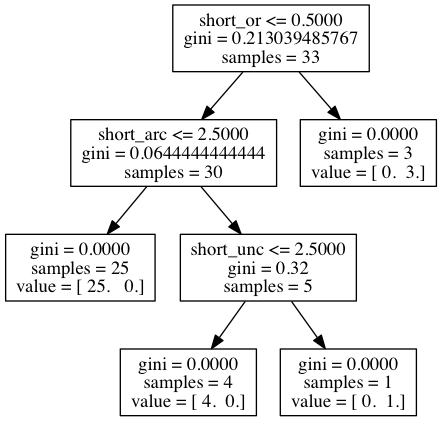 short_or <= 0.5000
gini = 0.213039485767
samples = 33
short_arc <= 2.5000
gini = 0.0644444444444
samples = 30
gini = 0.0000
samples = 3
value = [ 0.  3.]
gini = 0.0000
samples = 25
value = [ 25.   0.]
short_unc <= 2.5000
gini = 0.32
samples = 5
gini = 0.0000
samples = 4
value = [ 4.  0.]
gini = 0.0000
samples = 1
value = [ 0.  1.]